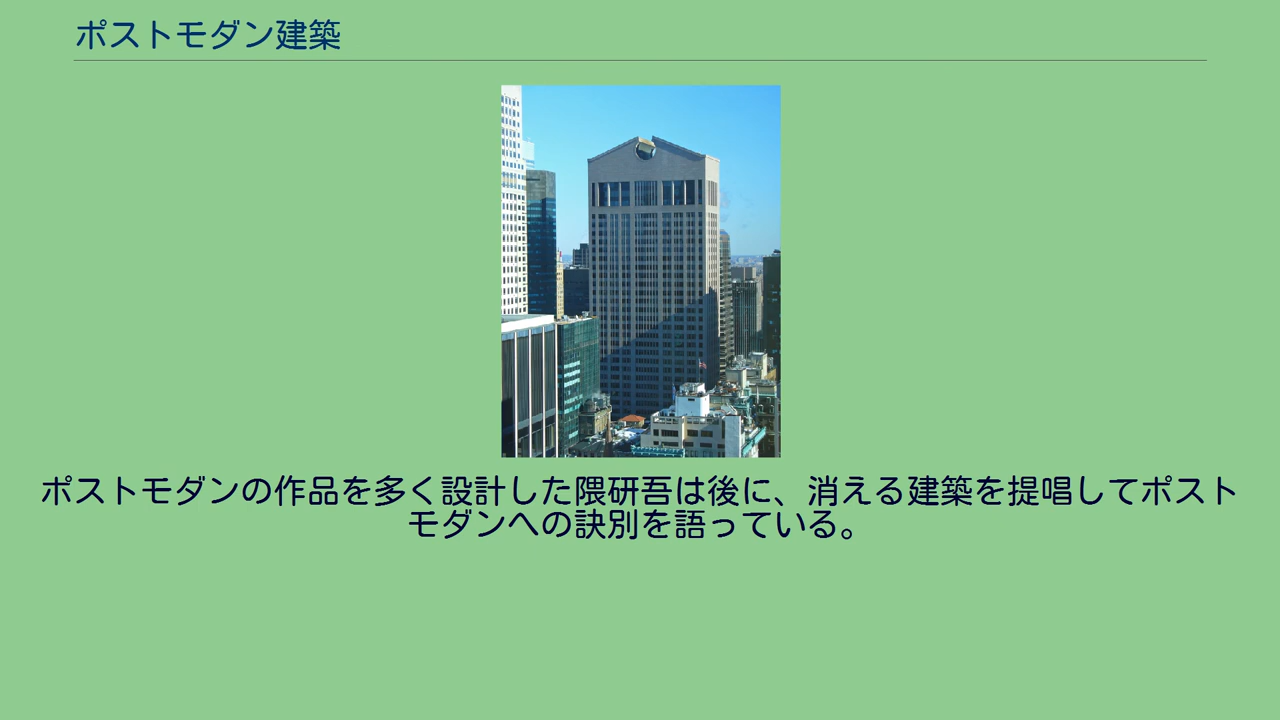 ポストモダン建築
ポストモダンの作品を多く設計した隈研吾は後に、消える建築を提唱してポスト
モダンへの訣別を語っている。